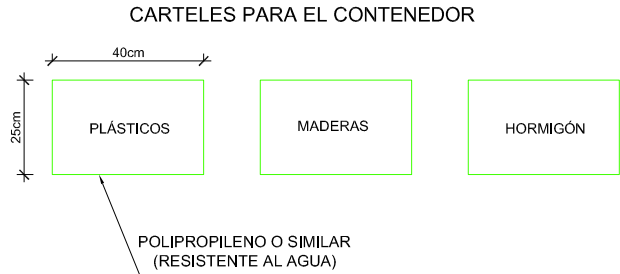 CARTELES PARA EL CONTENEDOR
40cm
25cm
PLÁSTICOS
MADERAS
HORMIGÓN
POLIPROPILENO O SIMILAR
(RESISTENTE AL AGUA)